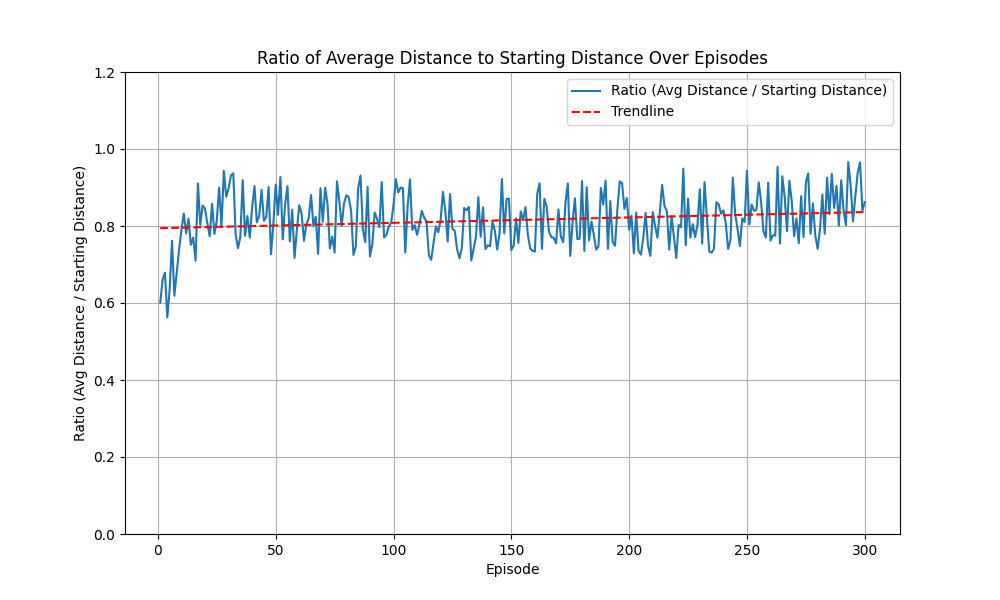 Ratio of Average Distance to Starting Distance Over Episodes
Ratio (Avg Distance / Starting Distance)
Trendline
Ratio (Avg Distance / Starting Distance)
1.2
1.0
0.8
0.6
0.4
0.2
0.0
0 50 100 150 200 250 300
Episode